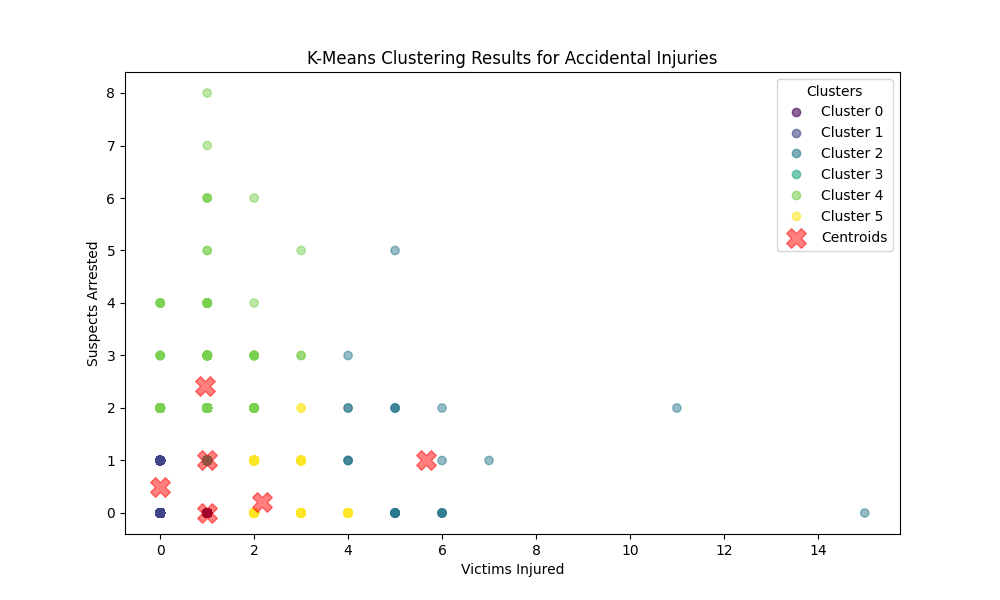 K-Means Clustering Results for Accidental Injuries
Clusters
Cluster 0
Cluster 1
Cluster 2
Cluster 3
Cluster 4
Cluster 5
Centroids
Suspects Arrested
8
7
6
5
4
3
2
1
0
0 2 4 6 8 10 12 14
Victims Injured